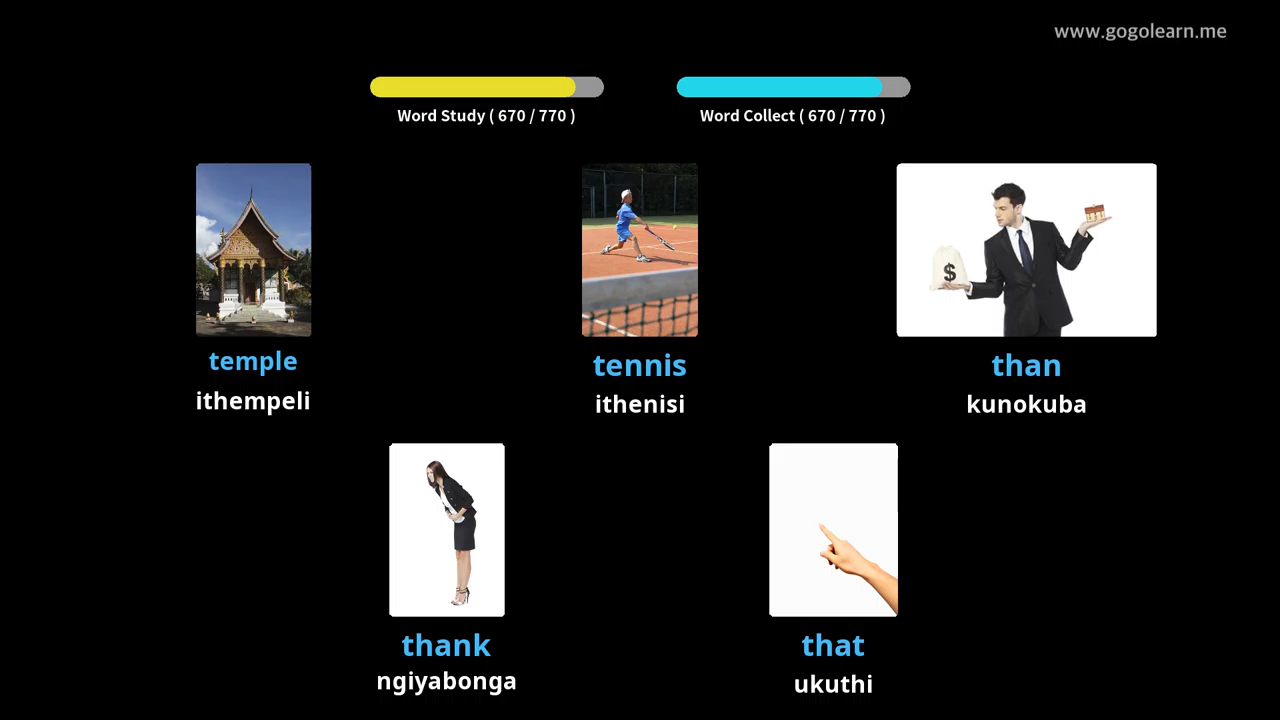 www.gogolearn.me
Word Study ( 670 / 770 )
Word Collect ( 670 / 770 )
$
temple
ithempeli
tennis
ithenisi
than
kunokuba
thank
ngiyabonga
that
ukuthi